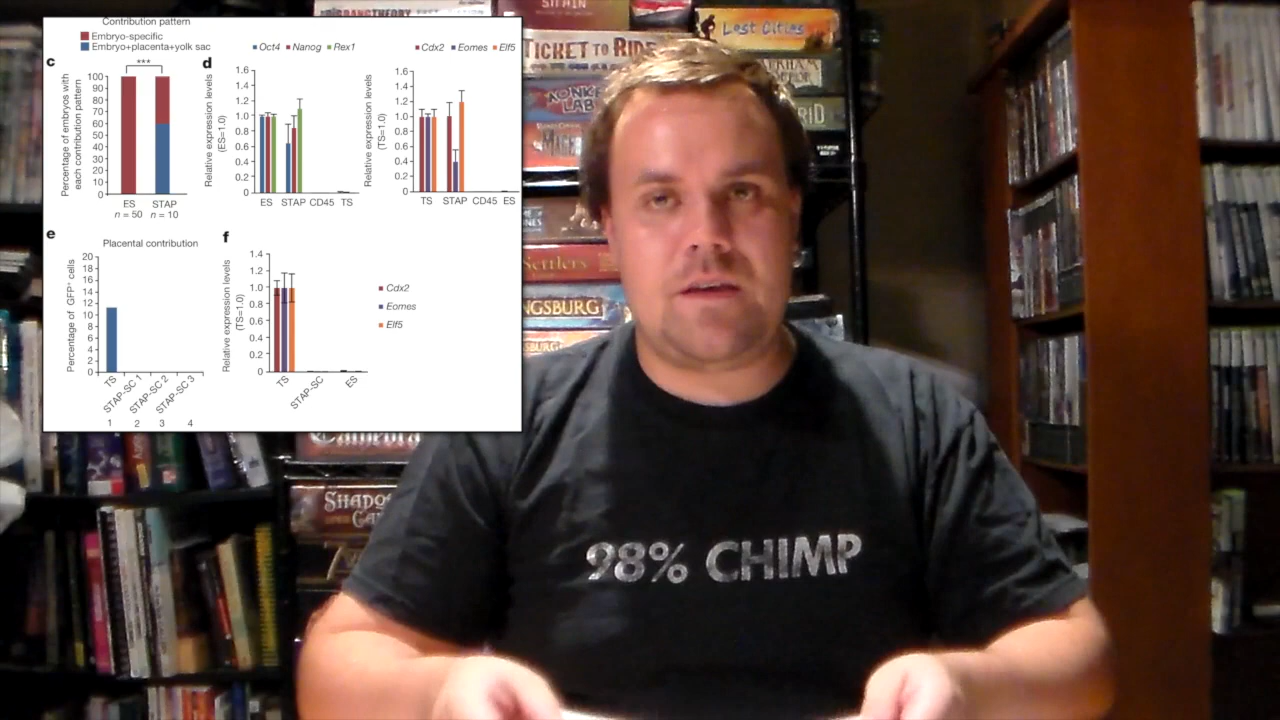 Contribution pattern
Embryo-specific
Embryo+placenta+yolk sac
c
***
Percentage of embryos with
each contribution pattern
100
90
80
70
60
50
40
30
20
10
0
ES
STAP
n = 50
n = 10
d
Oct4 Nanog Rex1
Relative expression levels
(ES=1.0)
1.6
1.4
1.2
1.0
0.8
0.6
0.4
0.2
0
ES STAP CD45 TS
Cdx2 Eomes Elf5
Relative expression levels
(TS=1.0)
1.6
1.4
1.2
1.0
0.8
0.6
0.4
0.2
0
TS STAP CD45 ES
e
Placental contribution
Percentage of GFP+ cells
20
18
16
14
12
10
8
6
4
2
0
TS
STAP-SC 1
STAP-SC 2
STAP-SC 3
1 2 3 4
f
Relative expression levels
(TS=1.0)
1.4
1.2
1.0
0.8
0.6
0.4
0.2
0
TS
STAP-SC
ES
Cdx2
Eomes
Elf5
STRAIN
Lost Cities
TICKET TO RIDE
LAB
Settlers
98% CHIMP